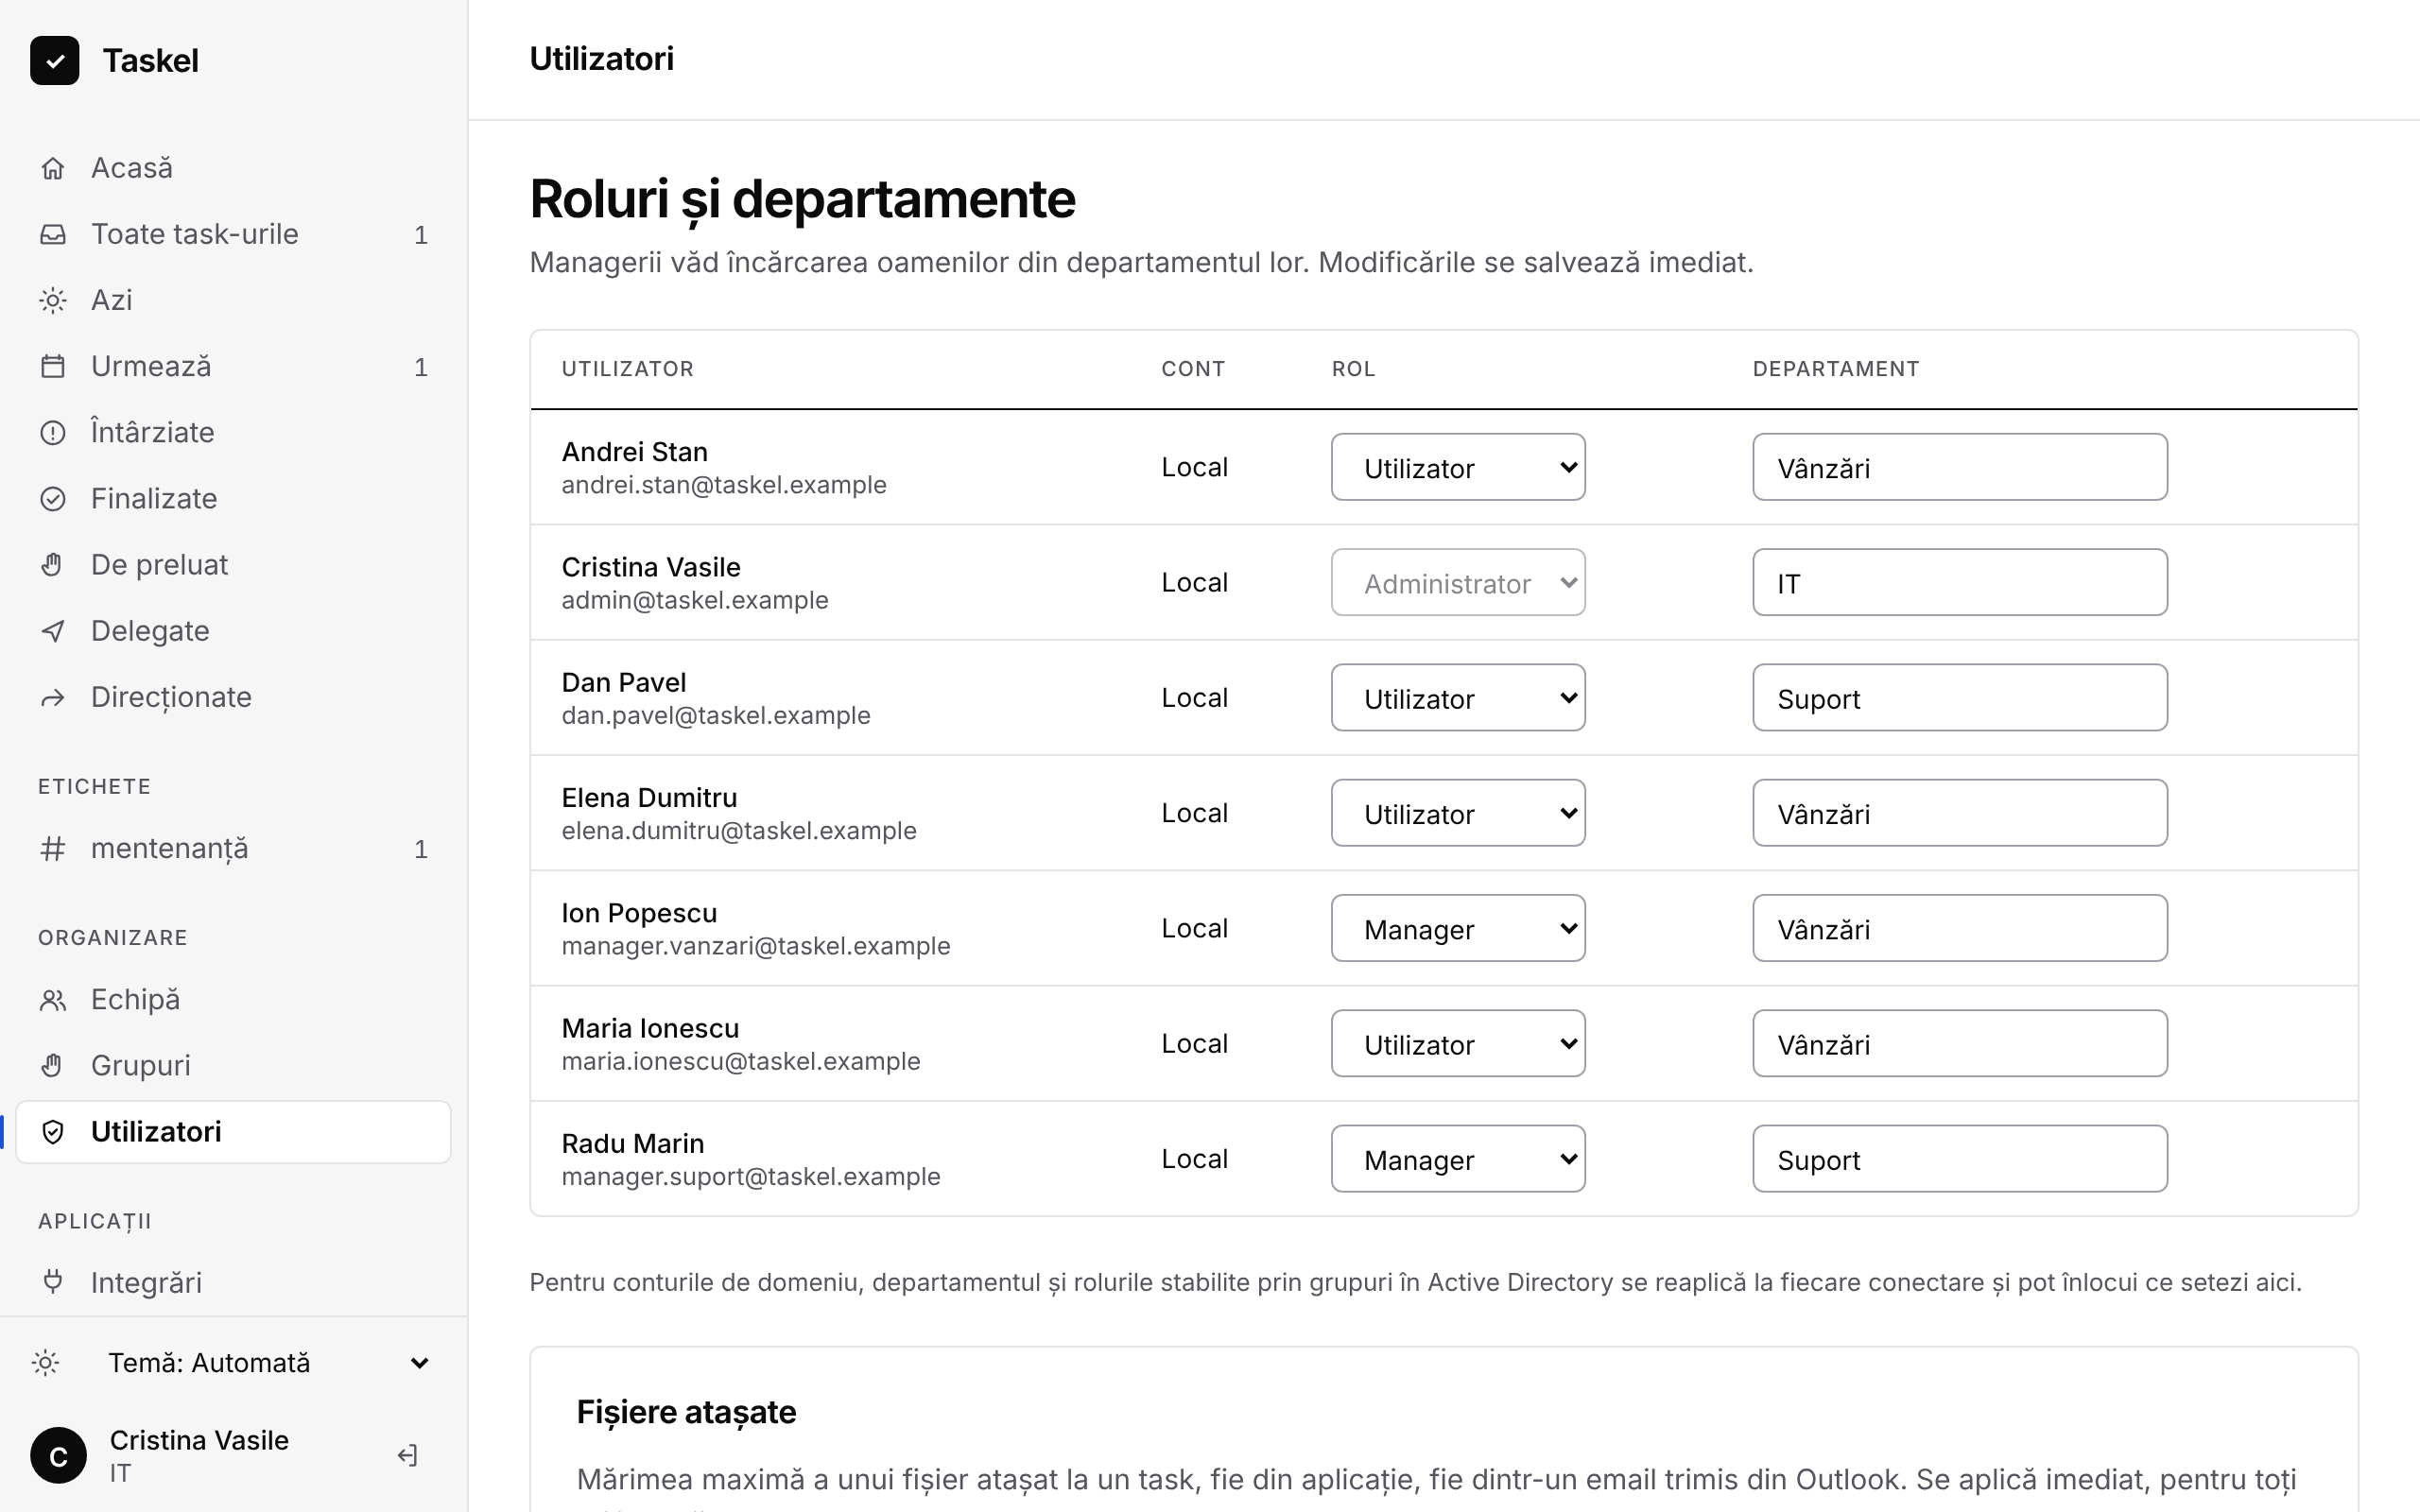 Taskel
Acasă
Toate task-urile 1
Azi
Urmează 1
Întârziate
Finalizate
De preluat
Delegate
Direcționate
ETICHETE
mentenanță 1
ORGANIZARE
Echipă
Grupuri
Utilizatori
APLICAȚII
Integrări
Temă: Automată
C
Cristina Vasile
IT
Utilizatori
Roluri și departamente
Managerii văd încărcarea oamenilor din departamentul lor. Modificările se salvează imediat.
UTILIZATOR CONT ROL DEPARTAMENT
Andrei Stan
andrei.stan@taskel.example
Local Utilizator Vânzări
Cristina Vasile
admin@taskel.example
Local Administrator IT
Dan Pavel
dan.pavel@taskel.example
Local Utilizator Suport
Elena Dumitru
elena.dumitru@taskel.example
Local Utilizator Vânzări
Ion Popescu
manager.vanzari@taskel.example
Local Manager Vânzări
Maria Ionescu
maria.ionescu@taskel.example
Local Utilizator Vânzări
Radu Marin
manager.suport@taskel.example
Local Manager Suport
Pentru conturile de domeniu, departamentul și rolurile stabilite prin grupuri în Active Directory se reaplică la fiecare conectare și pot înlocui ce setezi aici.
Fișiere atașate
Mărimea maximă a unui fișier atașat la un task, fie din aplicație, fie dintr-un email trimis din Outlook. Se aplică imediat, pentru toți